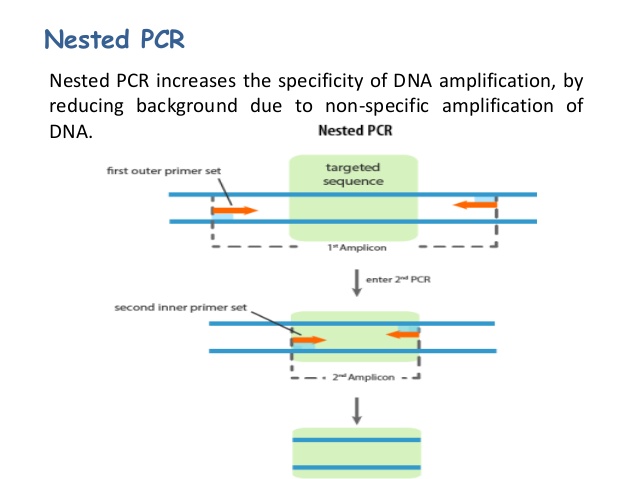 Nested PCR
Nested PCR increases the specificity of DNA amplification, by
reducing background due to non-specific amplification of
DNA.
Nested PCR
first outer primer set
targeted
sequence
1ˢᵗ Amplicon
enter 2ⁿᵈ PCR
second inner primer set
2ⁿᵈ Amplicon